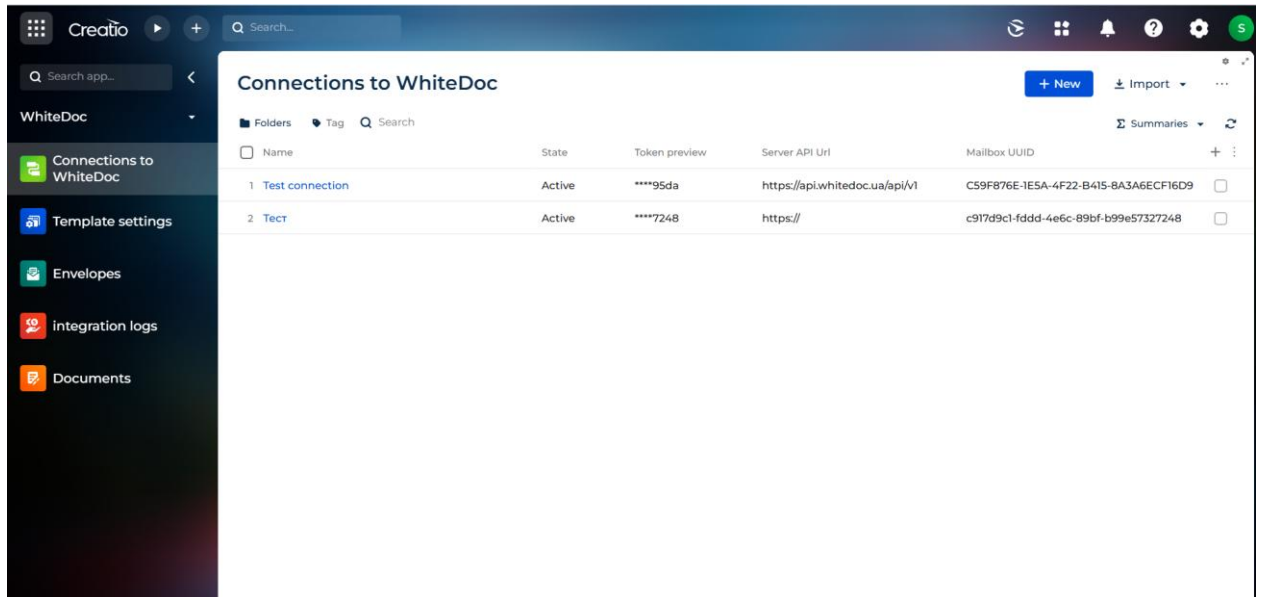 Creatio
Search...
S
Search app...
WhiteDoc
Connections to
WhiteDoc
Template settings
Envelopes
integration logs
Documents
Connections to WhiteDoc
+ New
Import
Folders Tag Search
Σ Summaries
Name State Token preview Server API Url Mailbox UUID
1 Test connection Active ****95da https://api.whitedoc.ua/api/v1 C59F876E-1E5A-4F22-B415-8A3A6ECF16D9
2 Тест Active ****7248 https:// c917d9c1-fddd-4e6c-89bf-b99e57327248